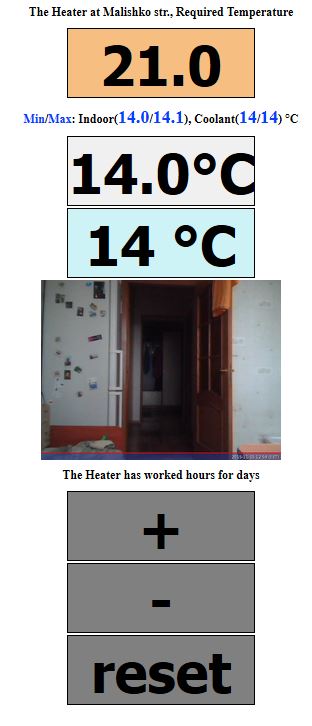 The Heater at Malishko str., Required Temperature
21.0
Min/Max: Indoor(14.0/14.1), Coolant(14/14) °C
14.0°C
14 °C
The Heater has worked hours for days
+
-
reset